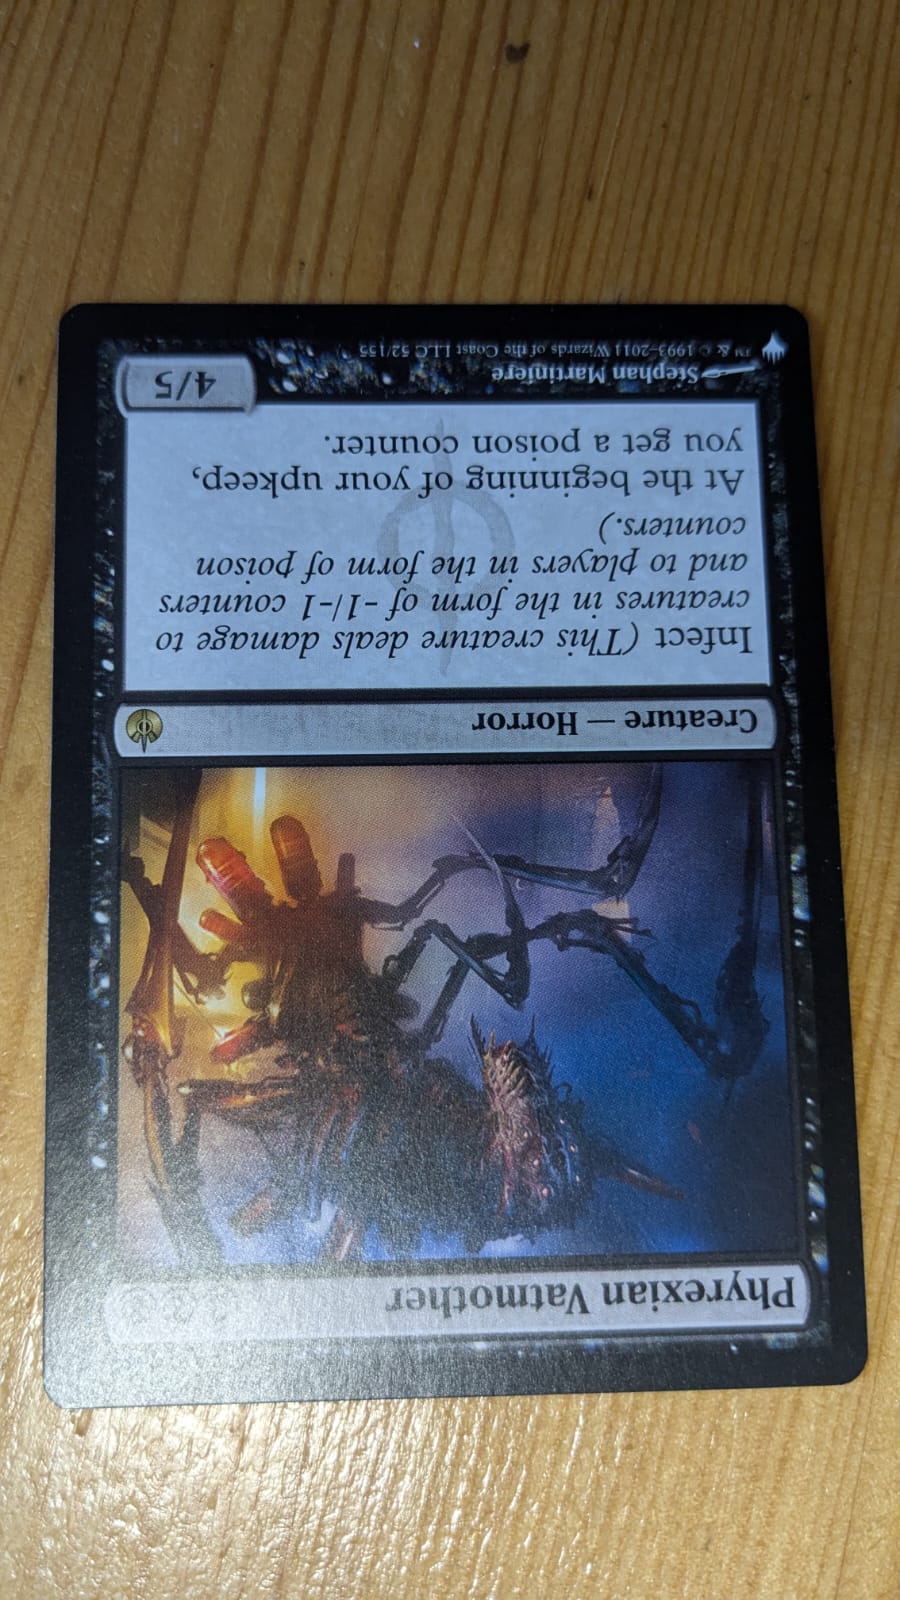 Phyrexian Vatmother
Creature — Horror
Infect (This creature deals damage to
creatures in the form of -1/-1 counters
and to players in the form of poison
counters.)
At the beginning of your upkeep,
you get a poison counter.
4/5
Stephan Martiniere
™ & © 1993–2011 Wizards of the Coast LLC 52/155